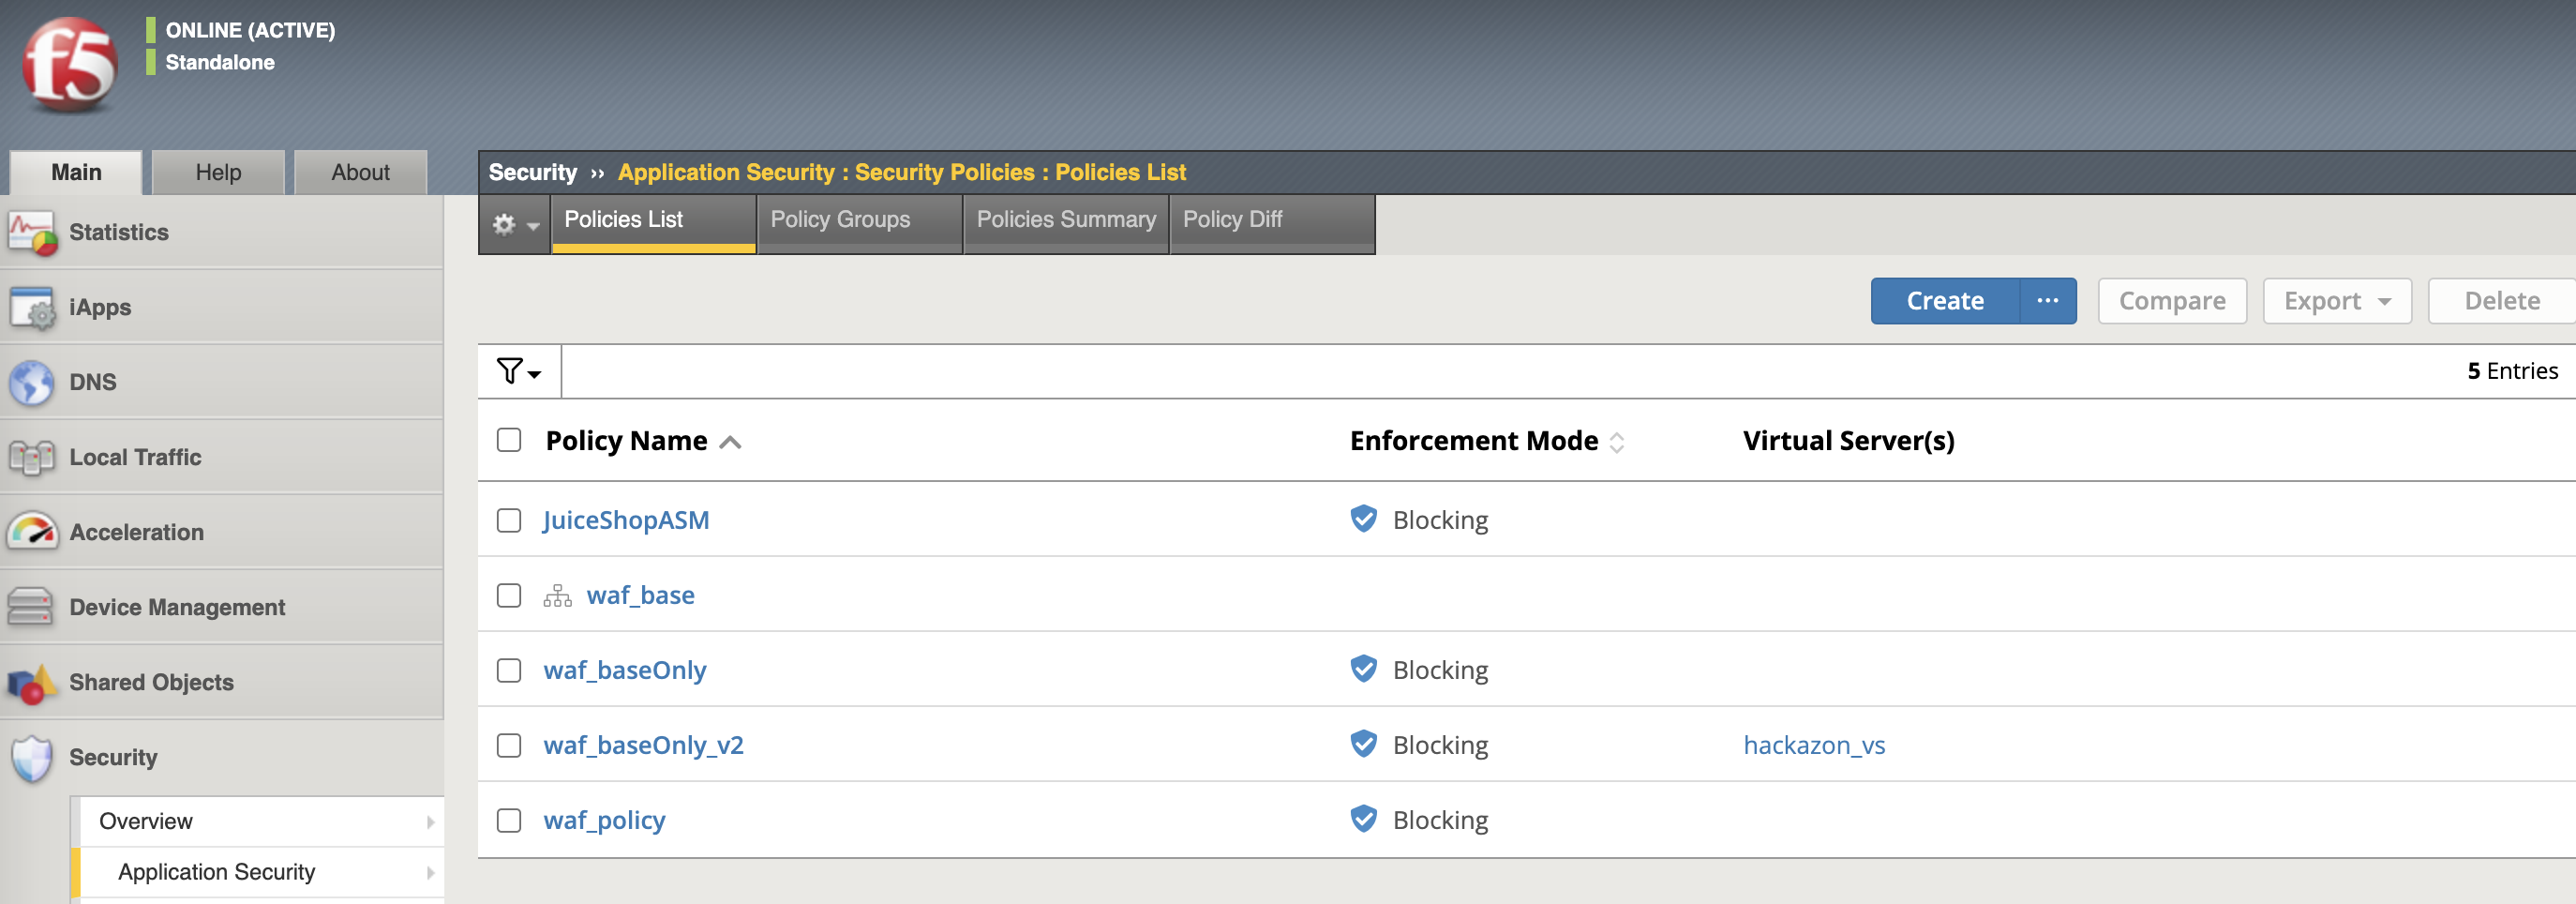 f5
ONLINE (ACTIVE)
Standalone
Main
Help
About
Security ›› Application Security : Security Policies : Policies List
Policies List
Policy Groups
Policies Summary
Policy Diff
Statistics
iApps
DNS
Local Traffic
Acceleration
Device Management
Shared Objects
Security
Overview
Application Security
Create
···
Compare
Export
Delete
5 Entries
Policy Name
Enforcement Mode
Virtual Server(s)
JuiceShopASM
Blocking
waf_base
waf_baseOnly
Blocking
waf_baseOnly_v2
Blocking
hackazon_vs
waf_policy
Blocking